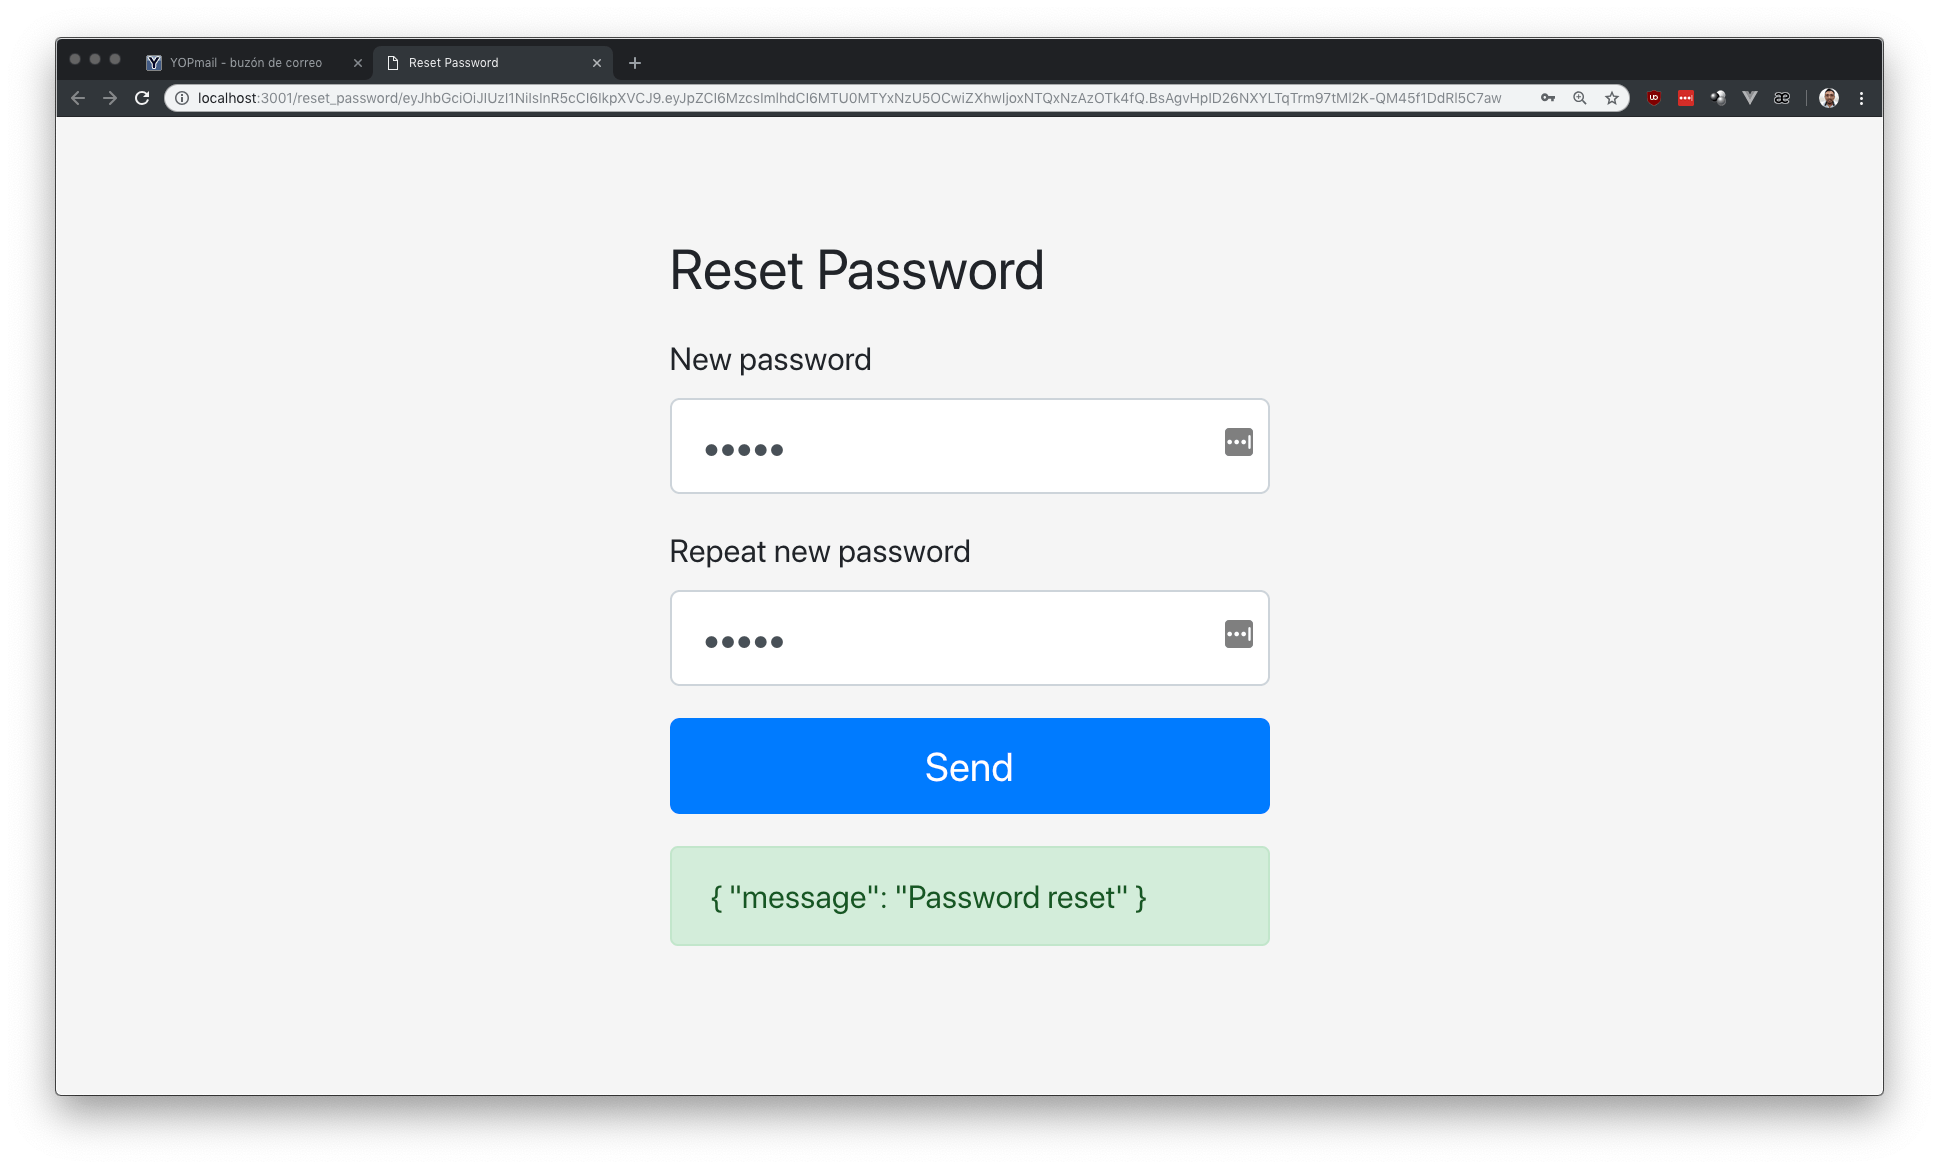 YOPmail - buzón de correo
Reset Password
localhost:3001/reset_password/eyJhbGciOiJIUzI1NiIsInR5cCI6IkpXVCJ9.eyJpZCI6MzcsImlhdCI6MTU0MTYxNzU5OCwiZXhwIjoxNTQxNzAzOTk4fQ.BsAgvHpID26NXYLTqTrm97tMl2K-QM45f1DdRl5C7aw
Reset Password
New password
Repeat new password
Send
{ "message": "Password reset" }